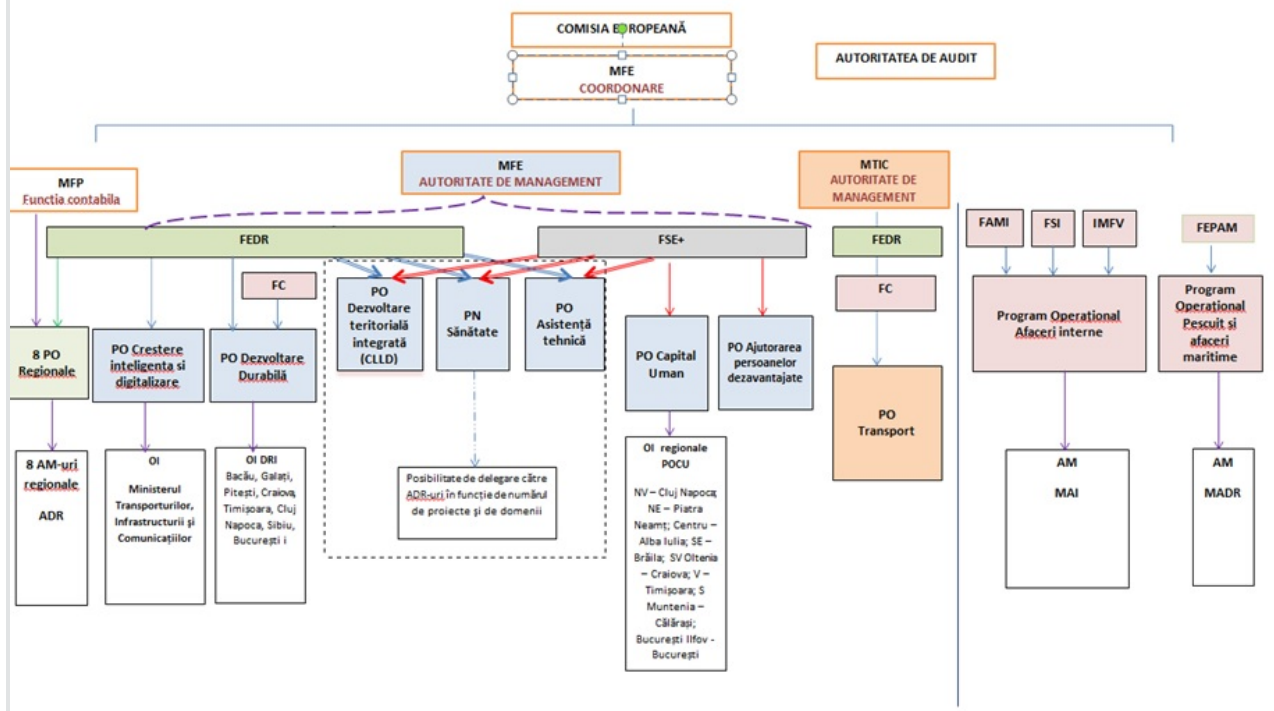 COMISIA EUROPEANĂ
MFE
COORDONARE
AUTORITATEA DE AUDIT
MFP
Functia contabila
MFE
AUTORITATE DE MANAGEMENT
MTIC
AUTORITATE DE
MANAGEMENT
FEDR
FSE+
FEDR
FAMI
FSI
IMFV
FEPAM
FC
FC
8 PO
Regionale
PO Crestere
inteligenta si
digitalizare
PO Dezvoltare
Durabilă
PO
Dezvoltare
teritorială
integrată
(CLLD)
PN
Sănătate
PO
Asistență
tehnică
PO Capital
Uman
PO Ajutorarea
persoanelor
dezavantajate
PO
Transport
Program Operațional
Afaceri interne
Program
Operațional
Pescuit și
afaceri
maritime
8 AM-uri
regionale
ADR
OI
Ministerul
Transporturilor,
Infrastructurii şi
Comunicațiilor
OI DRI
Bacău, Galați,
Pitești, Craiova,
Timișoara, Cluj
Napoca, Sibiu,
București i
Posibilitate de delegare către
ADR-uri în funcție de numărul
de proiecte și de domenii
OI regionale
POCU
NV – Cluj Napoca;
NE – Piatra
Neamț; Centru –
Alba Iulia; SE –
Brăila; SV Oltenia
– Craiova; V –
Timișoara; S
Muntenia –
Călărași;
București Ilfov -
București
AM
MAI
AM
MADR